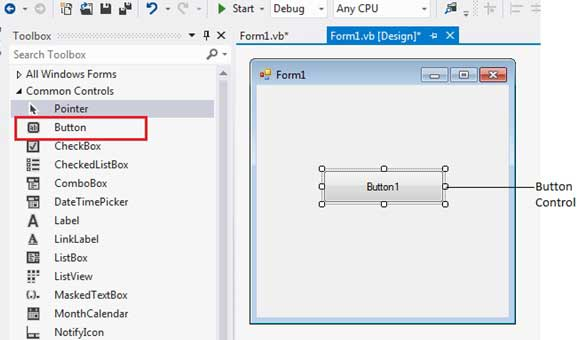 Start
Debug
Any CPU
Toolbox
Search Toolbox
All Windows Forms
Common Controls
Pointer
Button
CheckBox
CheckedListBox
ComboBox
DateTimePicker
Label
LinkLabel
ListBox
ListView
MaskedTextBox
MonthCalendar
NotifyIcon
Form1.vb*
Form1.vb [Design]*
Form1
Button1
Button
Control